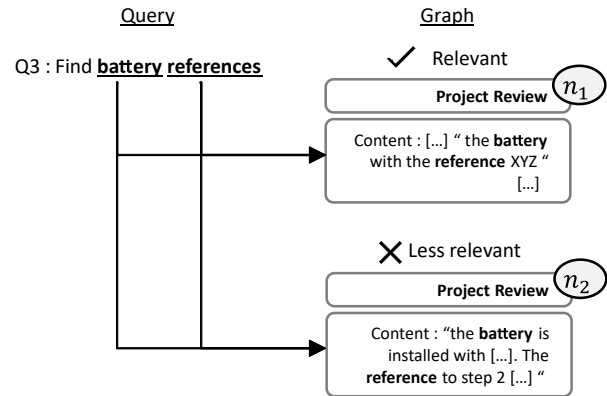 Query
Graph
Q3 : Find battery references
Relevant
n1
Project Review
Content : […] “ the battery
with the reference XYZ “
[…]
Less relevant
n2
Project Review
Content : “the battery is
installed with […]. The
reference to step 2 […] “